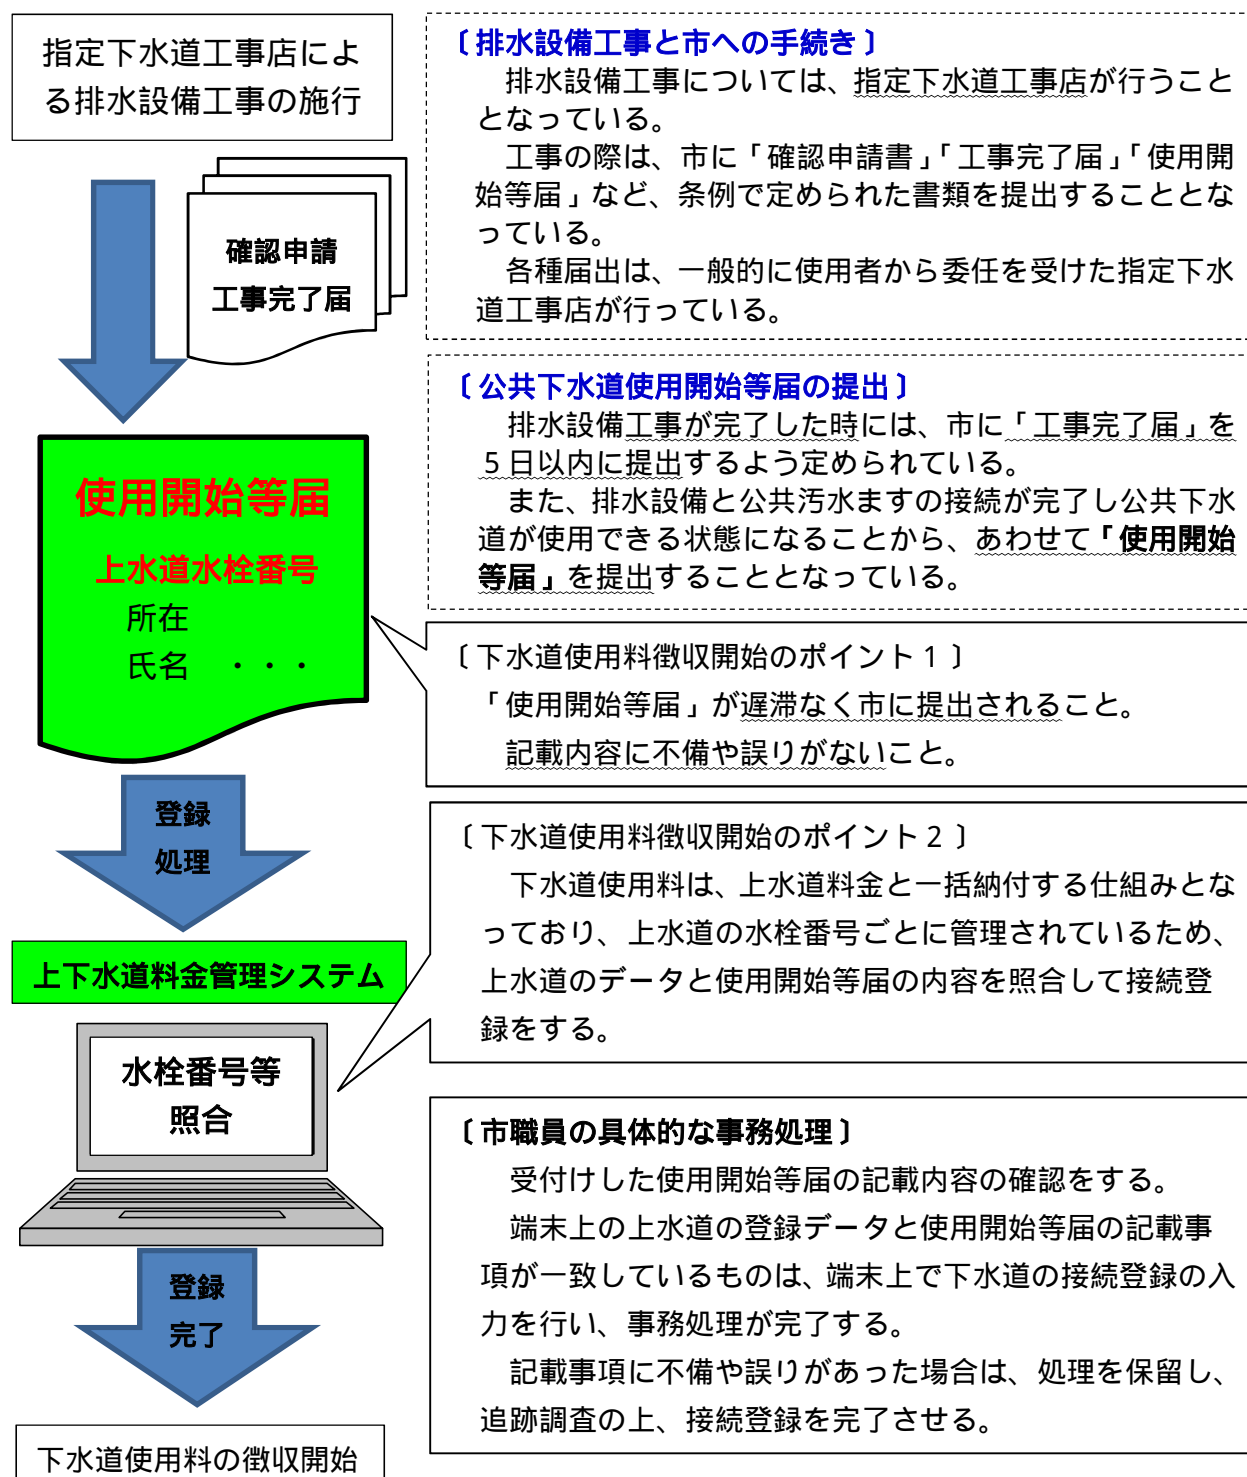 指定下水道工事店によ
る排水設備工事の施行
確認申請
工事完了届
〔排水設備工事と市への手続き〕
排水設備工事については、指定下水道工事店が行うこと
となっている。
工事の際は、市に「確認申請書」「工事完了届」「使用開
始等届」など、条例で定められた書類を提出することとな
っている。
各種届出は、一般的に使用者から委任を受けた指定下水
道工事店が行っている。
〔公共下水道使用開始等届の提出〕
排水設備工事が完了した時には、市に「工事完了届」を
5日以内に提出するよう定められている。
また、排水設備と公共汚水ますの接続が完了し公共下水
道が使用できる状態になることから、あわせて「使用開始
等届」を提出することとなっている。
使用開始等届
上水道水栓番号
所在
氏名 ・・・
〔下水道使用料徴収開始のポイント1〕
「使用開始等届」が遅滞なく市に提出されること。
記載内容に不備や誤りがないこと。
登録
処理
〔下水道使用料徴収開始のポイント2〕
下水道使用料は、上水道料金と一括納付する仕組みとな
っており、上水道の水栓番号ごとに管理されているため、
上水道のデータと使用開始等届の内容を照合して接続登
録をする。
上下水道料金管理システム
水栓番号等
照合
〔市職員の具体的な事務処理〕
受付けした使用開始等届の記載内容の確認をする。
端末上の上水道の登録データと使用開始等届の記載事
項が一致しているものは、端末上で下水道の接続登録の入
力を行い、事務処理が完了する。
記載事項に不備や誤りがあった場合は、処理を保留し、
追跡調査の上、接続登録を完了させる。
登録
完了
下水道使用料の徴収開始